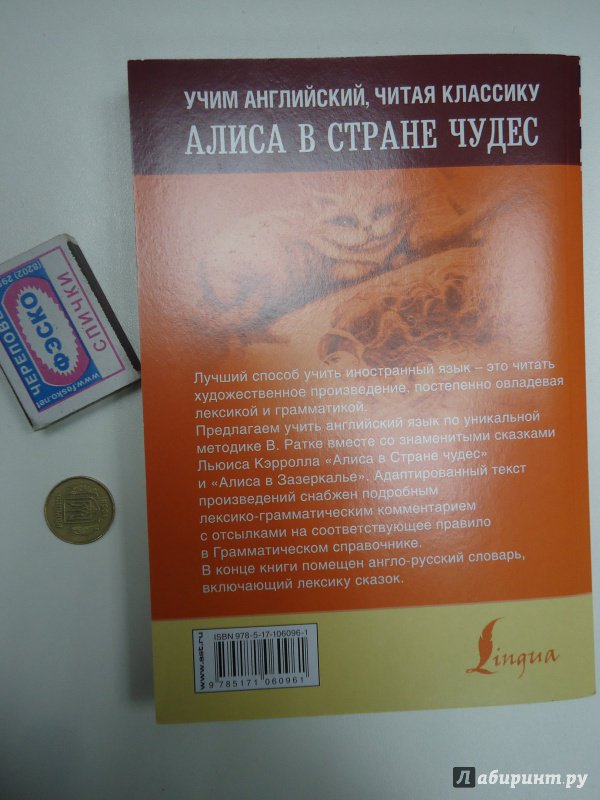 УЧИМ АНГЛИЙСКИЙ, ЧИТАЯ КЛАССИКУ
АЛИСА В СТРАНЕ ЧУДЕС
Лучший способ учить иностранный язык – это читать
художественное произведение, постепенно овладевая
лексикой и грамматикой.
Предлагаем учить английский язык по уникальной
методике В. Ратке вместе со знаменитыми сказками
Льюиса Кэрролла «Алиса в Стране чудес»
и «Алиса в Зазеркалье». Адаптированный текст
произведений снабжен подробным
лексико-грамматическим комментарием
с отсылками на соответствующее правило
в Грамматическом справочнике.
В конце книги помещен англо-русский словарь,
включающий лексику сказок.
www.ast.ru
ISBN 978-5-17-106096-1
9 785171 060961
Lingua
ФЭСКО
СПИЧКИ
www.fesko.net
(8202)
лабиринт.ру